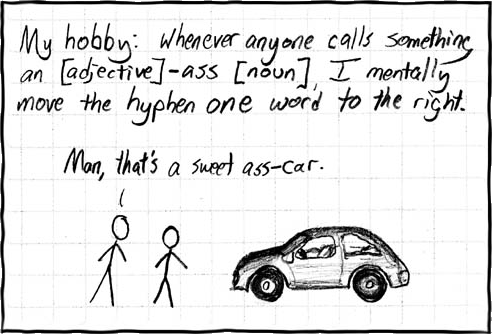 My hobby: Whenever anyone calls something
an [adjective]-ass [noun], I mentally
move the hyphen one word to the right.
Man, that's a sweet ass-car.